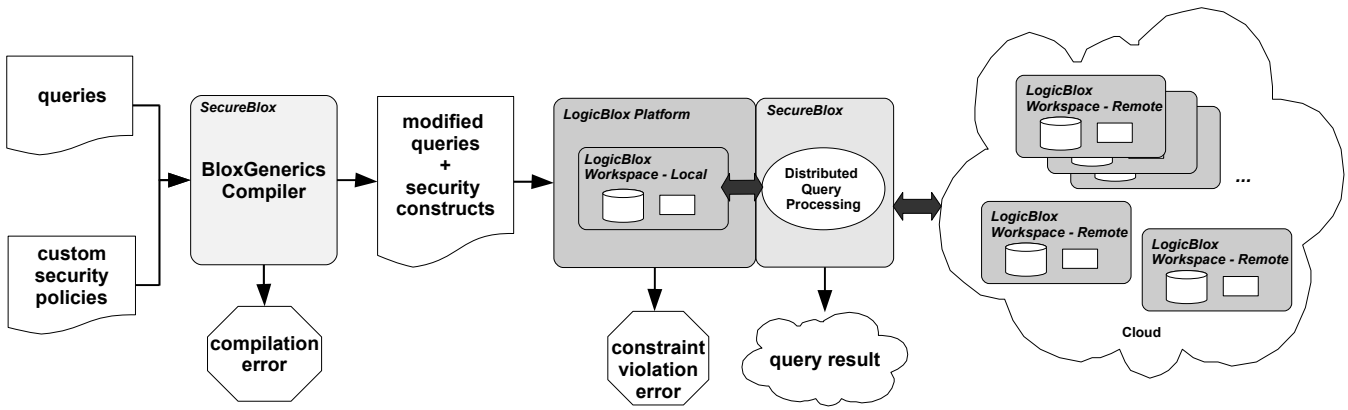 queries
custom
security
policies
SecureBlox
BloxGenerics
Compiler
compilation
error
modified
queries
+
security
constructs
LogicBlox Platform
LogicBlox
Workspace - Local
constraint
violation
error
SecureBlox
Distributed
Query
Processing
query result
LogicBlox
Workspace - Remote
...
LogicBlox
Workspace - Remote
LogicBlox
Workspace - Remote
Cloud